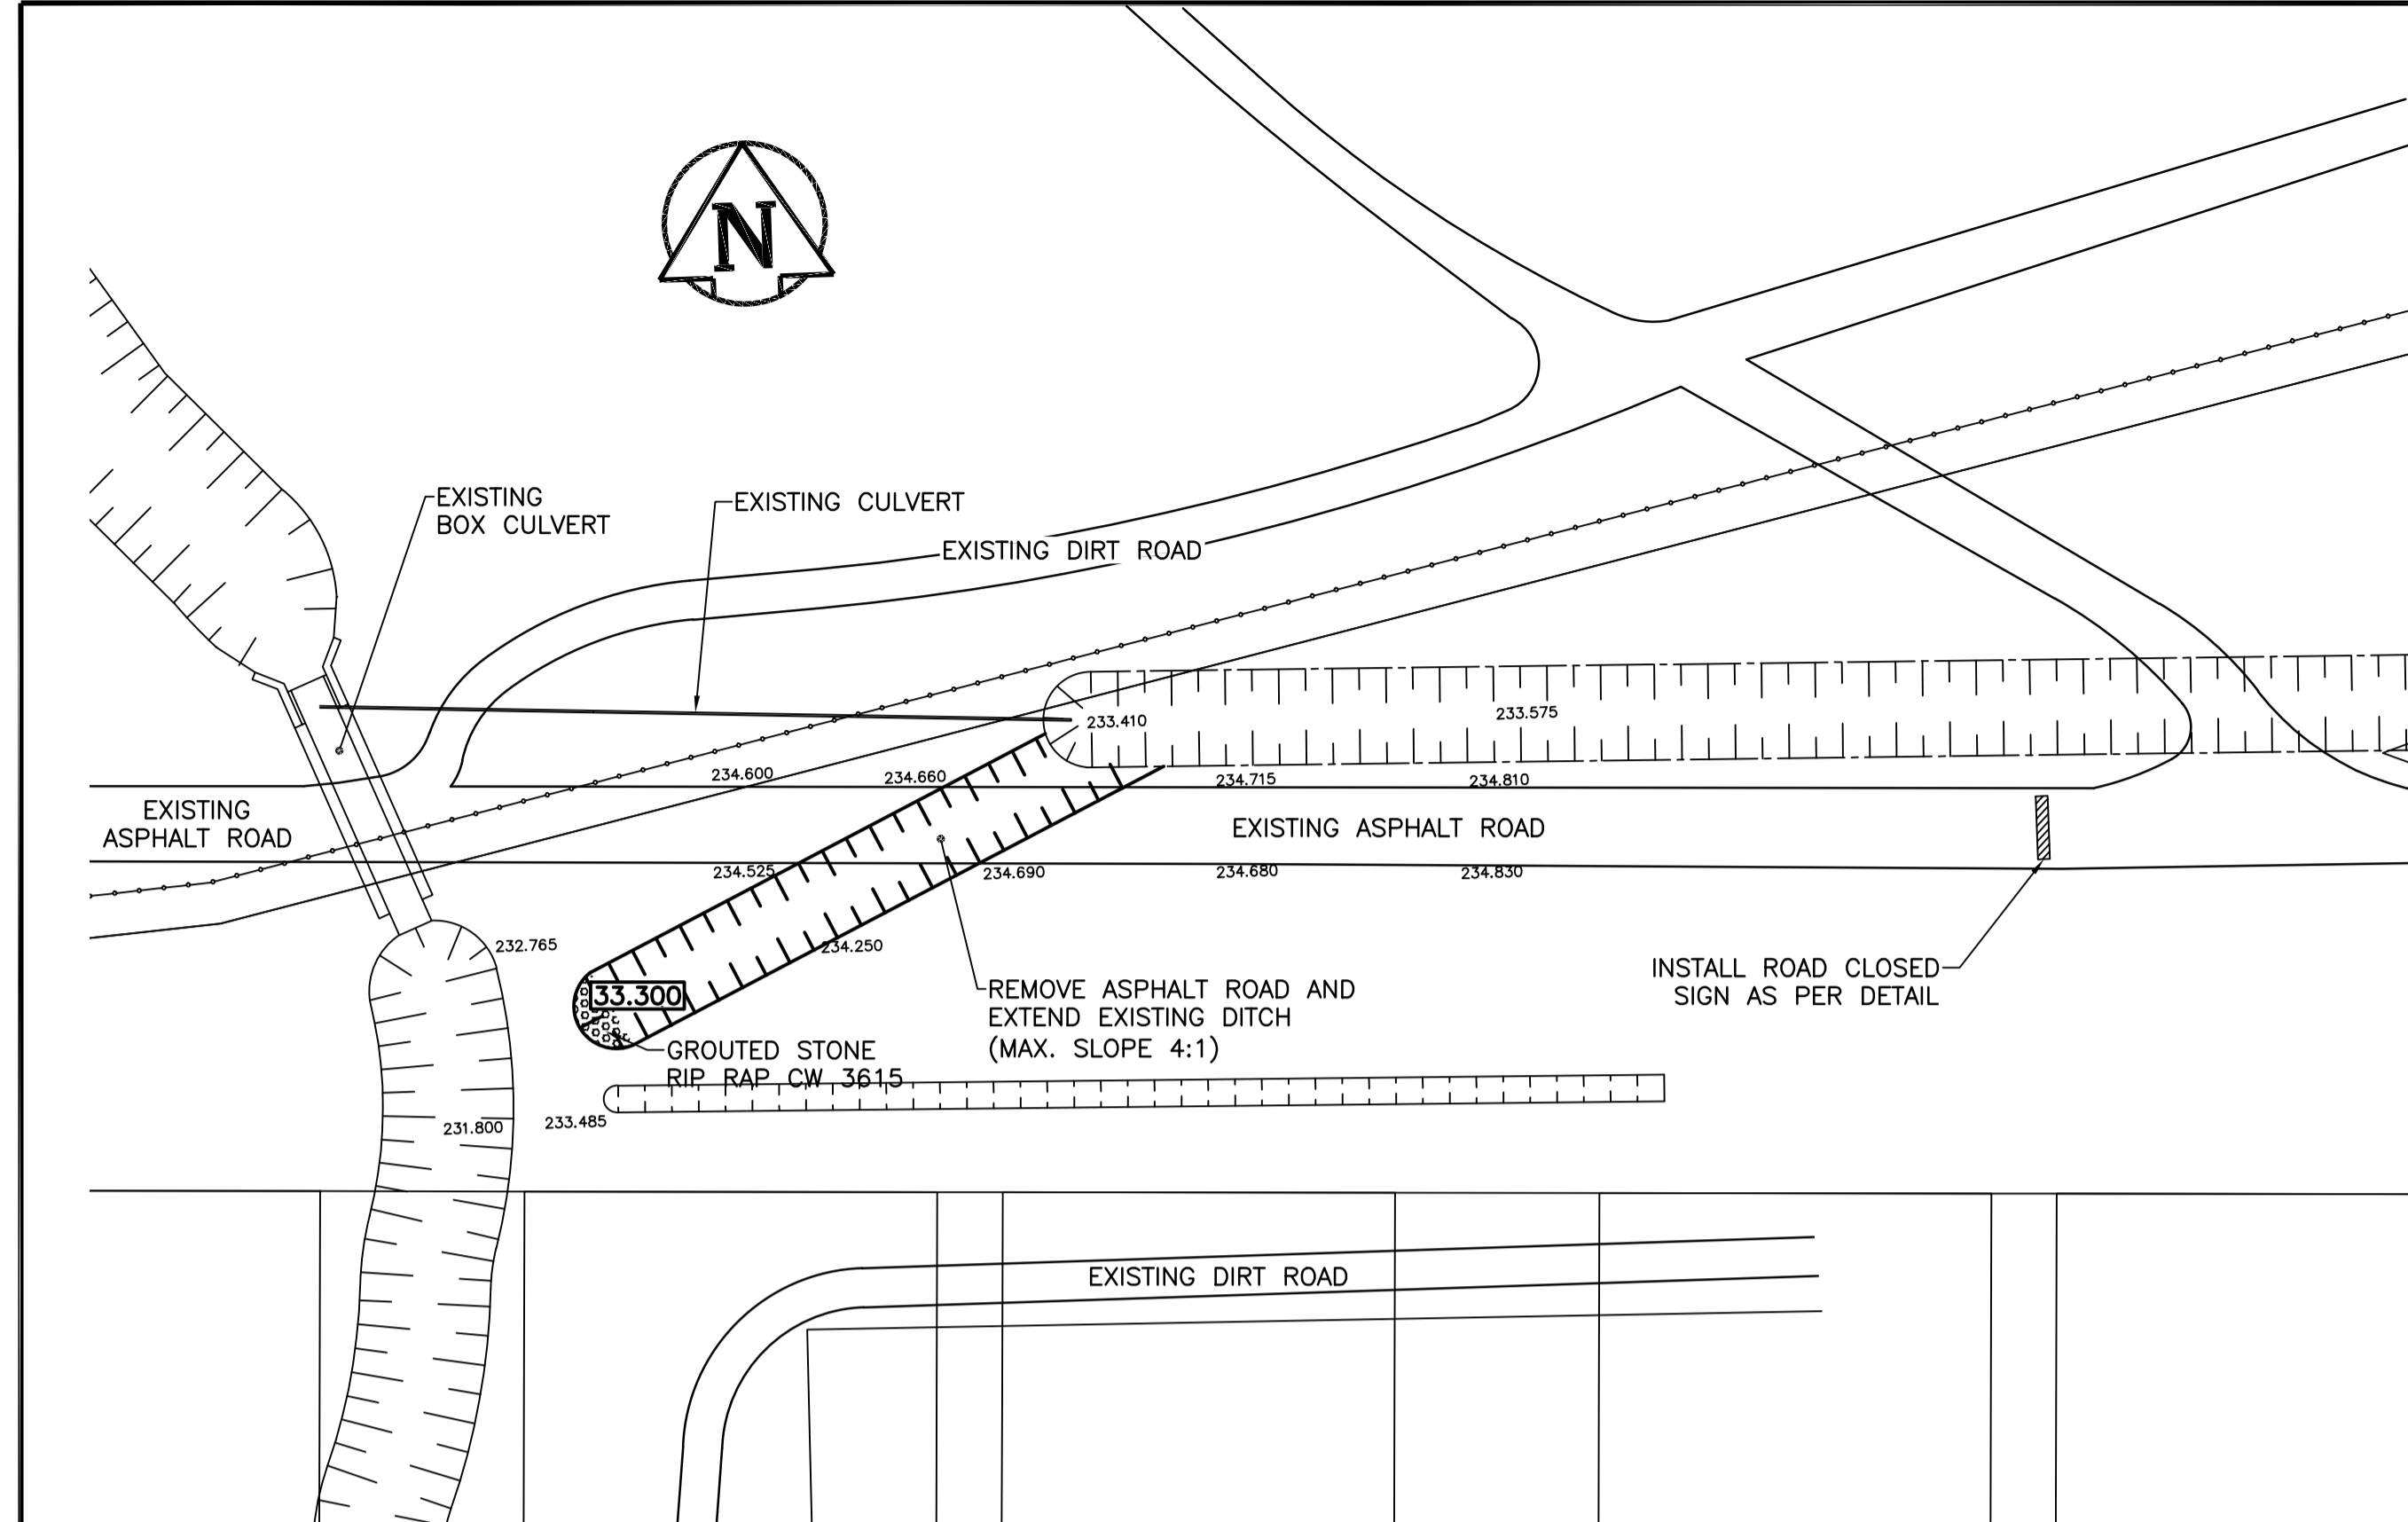 N
EXISTING
BOX CULVERT
EXISTING CULVERT
EXISTING DIRT ROAD
233.410
233.575
234.600
234.660
234.715
234.810
EXISTING
ASPHALT ROAD
EXISTING ASPHALT ROAD
234.525
234.690
234.680
234.830
232.765
234.250
INSTALL ROAD CLOSED
SIGN AS PER DETAIL
33.300
REMOVE ASPHALT ROAD AND
EXTEND EXISTING DITCH
(MAX. SLOPE 4:1)
GROUTED STONE
RIP RAP CW 3615
231.800
233.485
EXISTING DIRT ROAD